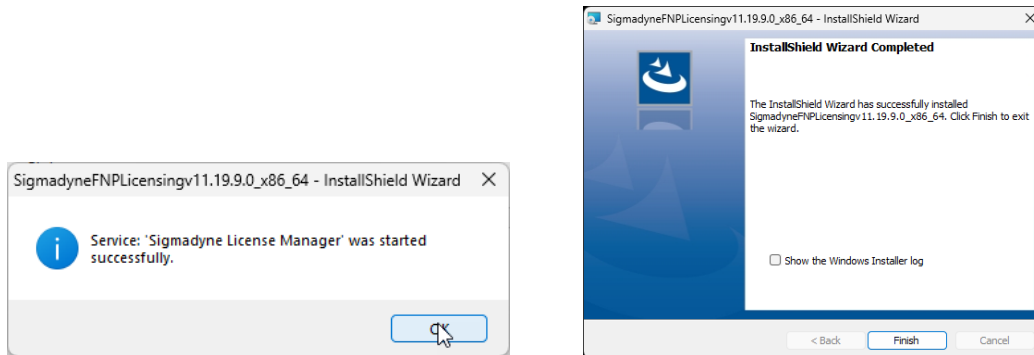 SigmadyneFNPLicensingv11.19.9.0_x86_64 - InstallShield Wizard
Service: 'Sigmadyne License Manager' was started
successfully.
OK
SigmadyneFNPLicensingv11.19.9.0_x86_64 - InstallShield Wizard
InstallShield Wizard Completed
The InstallShield Wizard has successfully installed
SigmadyneFNPLicensingv11.19.9.0_x86_64. Click Finish to exit
the wizard.
Show the Windows Installer log
< Back
Finish
Cancel